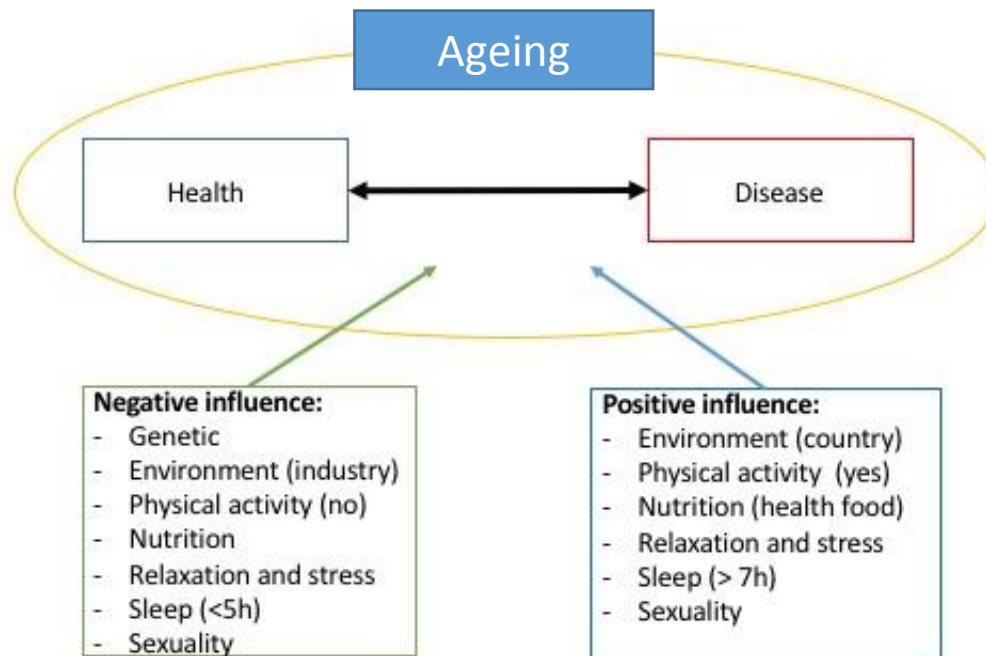 Ageing
Health
Disease
Negative influence:
- Genetic
- Environment (industry)
- Physical activity (no)
- Nutrition
- Relaxation and stress
- Sleep (<5h)
- Sexuality
Positive influence:
- Environment (country)
- Physical activity (yes)
- Nutrition (health food)
- Relaxation and stress
- Sleep (> 7h)
- Sexuality